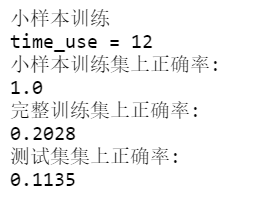 小样本训练
time_use = 12
小样本训练集上正确率:
1.0
完整训练集上正确率:
0.2028
测试集集上正确率:
0.1135